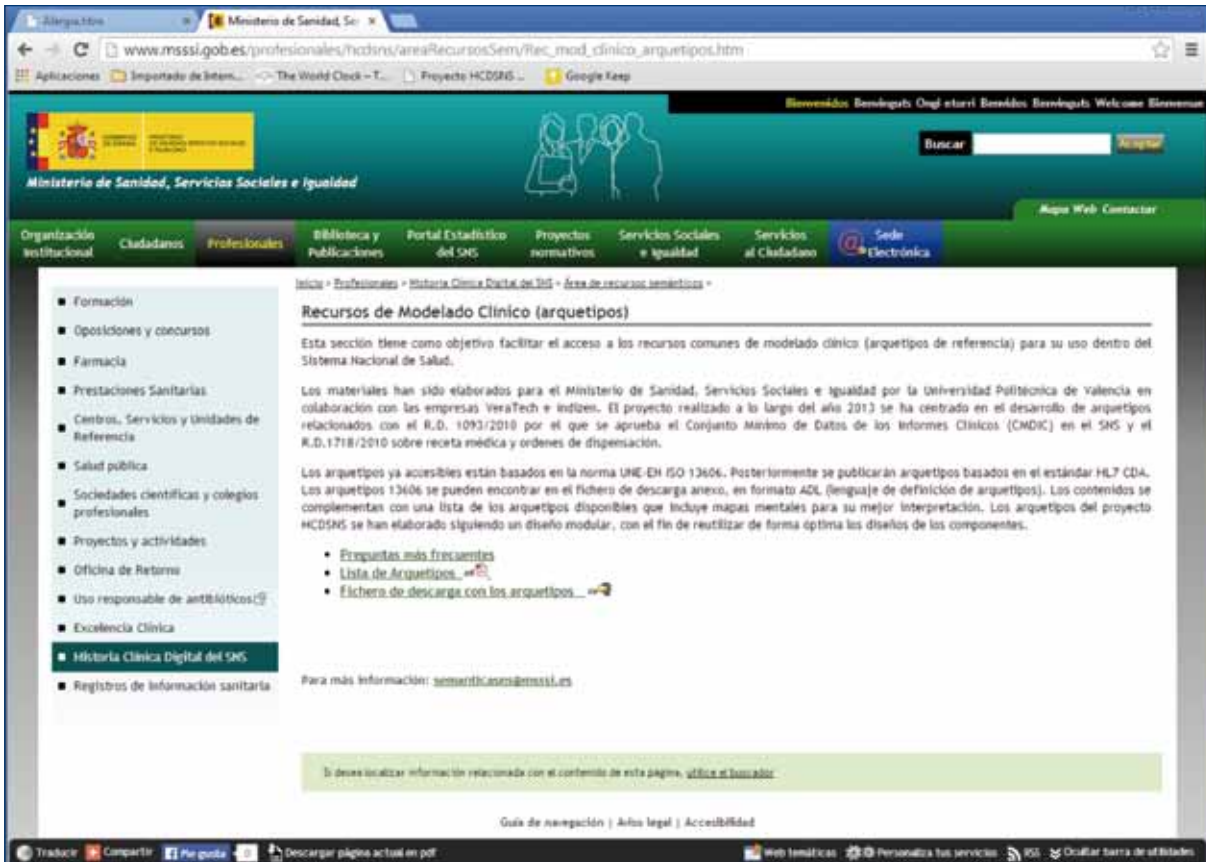 Alergia.htm
Ministerio de Sanidad, Ser
www.msssi.gob.es/profesionales/hcdsns/areaRecursosSem/Rec_mod_clinico_arquetipos.htm
Aplicaciones
Importado de Intern...
The World Clock – T...
Proyecto HCDSNS ...
Google Keep
Bienvenidos Benvinguts Ongi etorri Benvidos Benvinguts Welcome Bienvenue
GOBIERNO DE ESPAÑA
MINISTERIO DE SANIDAD, SERVICIOS SOCIALES E IGUALDAD
Buscar
Aceptar
Ministerio de Sanidad, Servicios Sociales e Igualdad
Mapa Web Contactar
Organización institucional
Ciudadanos
Profesionales
Biblioteca y Publicaciones
Portal Estadístico del SNS
Proyectos normativos
Servicios Sociales e Igualdad
Servicios al Ciudadano
Sede Electrónica
Formación
Oposiciones y concursos
Farmacia
Prestaciones Sanitarias
Centros, Servicios y Unidades de
Referencia
Salud pública
Sociedades científicas y colegios
profesionales
Proyectos y actividades
Oficina de Retorno
Uso responsable de antibióticos
Excelencia Clínica
Historia Clínica Digital del SNS
Registros de información sanitaria
Inicio > Profesionales > Historia Clínica Digital del SNS > Área de recursos semánticos >
Recursos de Modelado Clínico (arquetipos)
Esta sección tiene como objetivo facilitar el acceso a los recursos comunes de modelado clínico (arquetipos de referencia) para su uso dentro del
Sistema Nacional de Salud.
Los materiales han sido elaborados para el Ministerio de Sanidad, Servicios Sociales e Igualdad por la Universidad Politécnica de Valencia en
colaboración con las empresas VeraTech e Indizen. El proyecto realizado a lo largo del año 2013 se ha centrado en el desarrollo de arquetipos
relacionados con el R.D. 1093/2010 por el que se aprueba el Conjunto Mínimo de Datos de los Informes Clínicos (CMDIC) en el SNS y el
R.D.1718/2010 sobre receta médica y ordenes de dispensación.
Los arquetipos ya accesibles están basados en la norma UNE-EN ISO 13606. Posteriormente se publicarán arquetipos basados en el estándar HL7 CDA.
Los arquetipos 13606 se pueden encontrar en el fichero de descarga anexo, en formato ADL (lenguaje de definición de arquetipos). Los contenidos se
complementan con una lista de los arquetipos disponibles que incluye mapas mentales para su mejor interpretación. Los arquetipos del proyecto
HCDSNS se han elaborado siguiendo un diseño modular, con el fin de reutilizar de forma óptima los diseños de los componentes.
Preguntas más frecuentes
Lista de Arquetipos
Fichero de descarga con los arquetipos
Para más información: semanticasns@msssi.es
Si desea localizar información relacionada con el contenido de esta página, utilice el buscador
Guía de navegación | Aviso legal | Accesibilidad
Traducir
Compartir
Me gusta
Descargar página actual en pdf
Web temáticas
Personaliza tus servicios
RSS
Ocultar barra de utilidades